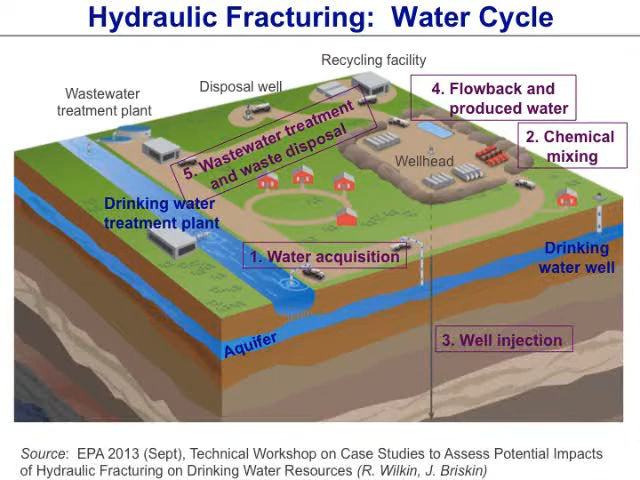 Hydraulic Fracturing:  Water Cycle
Recycling facility
Disposal well
Wastewater
treatment plant
4. Flowback and
produced water
5. Wastewater treatment
and waste disposal
2. Chemical
mixing
Wellhead
Drinking water
treatment plant
1. Water acquisition
Drinking
water well
Aquifer
3. Well injection
Source:  EPA 2013 (Sept), Technical Workshop on Case Studies to Assess Potential Impacts
of Hydraulic Fracturing on Drinking Water Resources (R. Wilkin, J. Briskin)